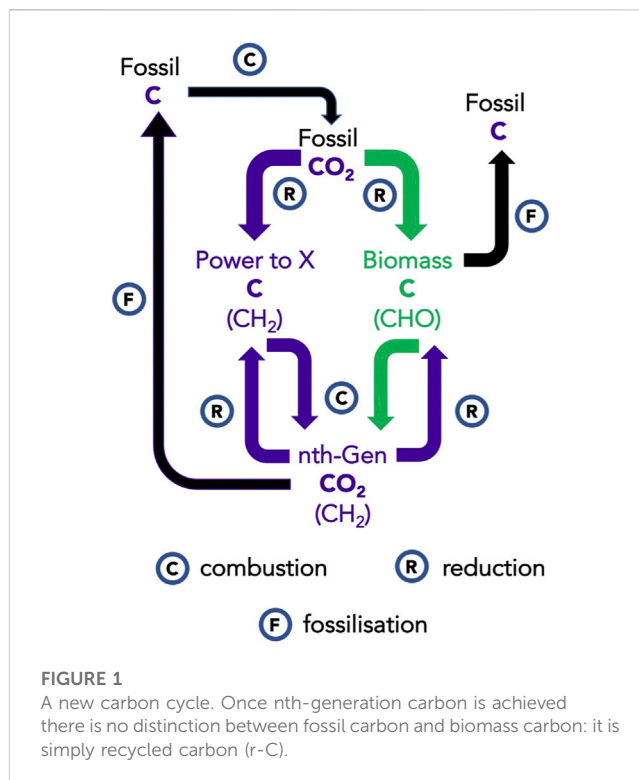 Fossil
C
C
Fossil
C
Fossil
CO2
R
R
F
Power to X
C
(CH2)
Biomass
C
(CHO)
F
R
C
R
nth-Gen
CO2
(CH2)
C combustion
R reduction
F fossilisation
FIGURE 1
A new carbon cycle. Once nth-generation carbon is achieved
there is no distinction between fossil carbon and biomass carbon: it is
simply recycled carbon (r-C).